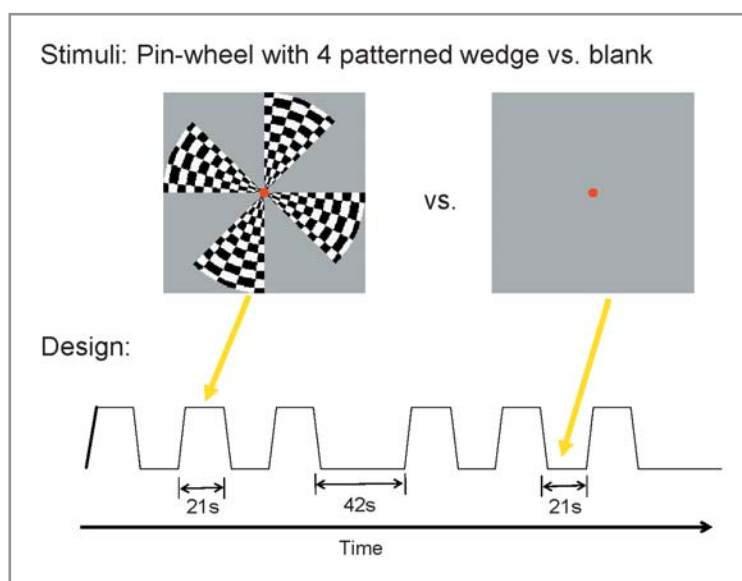 Stimuli: Pin-wheel with 4 patterned wedge vs. blank
vs.
Design:
21s
42s
21s
Time